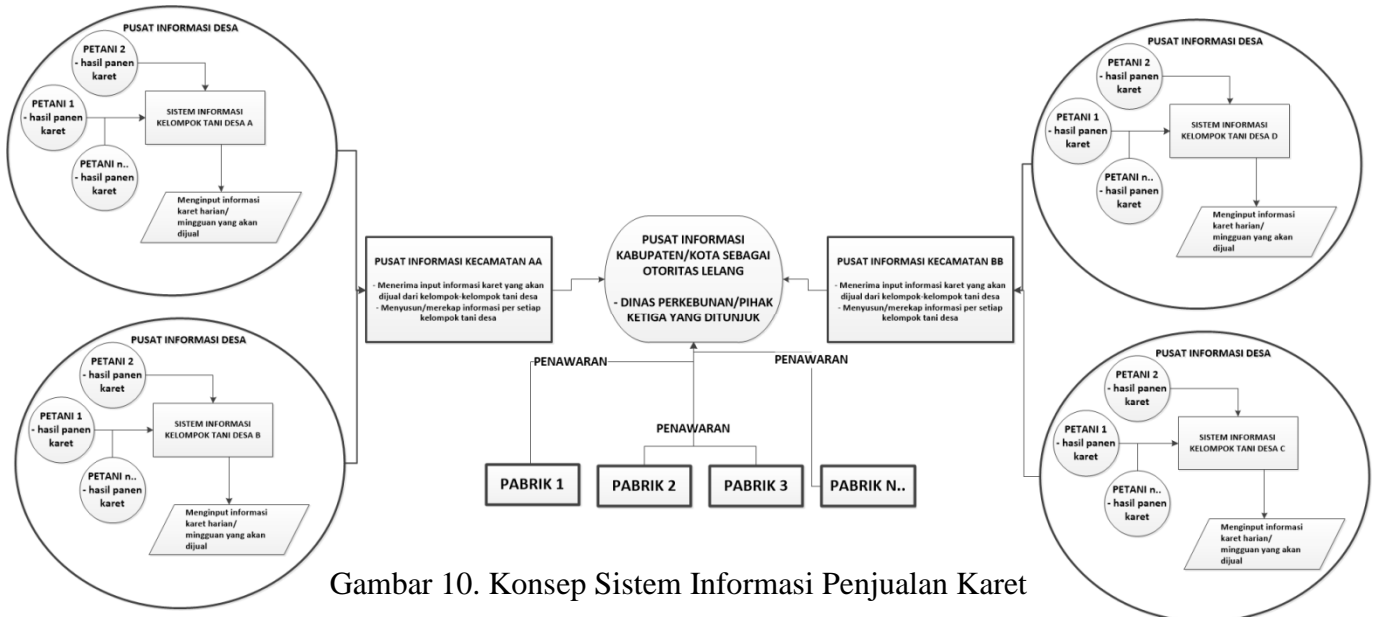 PUSAT INFORMASI DESA
PETANI 2
- hasil panen
karet
PETANI 1
- hasil panen
karet
PETANI n..
- hasil panen
karet
SISTEM INFORMASI
KELOMPOK TANI DESA A
Menginput informasi
karet harian/
mingguan yang akan
dijual
PUSAT INFORMASI DESA
PETANI 2
- hasil panen
karet
PETANI 1
- hasil panen
karet
PETANI n..
- hasil panen
karet
SISTEM INFORMASI
KELOMPOK TANI DESA B
Menginput informasi
karet harian/
mingguan yang akan
dijual
PUSAT INFORMASI KECAMATAN AA
- Menerima input informasi karet yang akan
dijual dari kelompok-kelompok tani desa
- Menyusun/merekap informasi per setiap
kelompok tani desa
PUSAT INFORMASI
KABUPATEN/KOTA SEBAGAI
OTORITAS LELANG
- DINAS PERKEBUNAN/PIHAK
KETIGA YANG DITUNJUK
PUSAT INFORMASI KECAMATAN BB
- Menerima input informasi karet yang akan
dijual dari kelompok-kelompok tani desa
- Menyusun/merekap informasi per setiap
kelompok tani desa
PENAWARAN
PENAWARAN
PENAWARAN
PABRIK 1
PABRIK 2
PABRIK 3
PABRIK N..
PUSAT INFORMASI DESA
PETANI 2
- hasil panen
karet
PETANI 1
- hasil panen
karet
PETANI n..
- hasil panen
karet
SISTEM INFORMASI
KELOMPOK TANI DESA D
Menginput informasi
karet harian/
mingguan yang akan
dijual
PUSAT INFORMASI DESA
PETANI 2
- hasil panen
karet
PETANI 1
- hasil panen
karet
PETANI n..
- hasil panen
karet
SISTEM INFORMASI
KELOMPOK TANI DESA C
Menginput informasi
karet harian/
mingguan yang akan
dijual
Gambar 10. Konsep Sistem Informasi Penjualan Karet